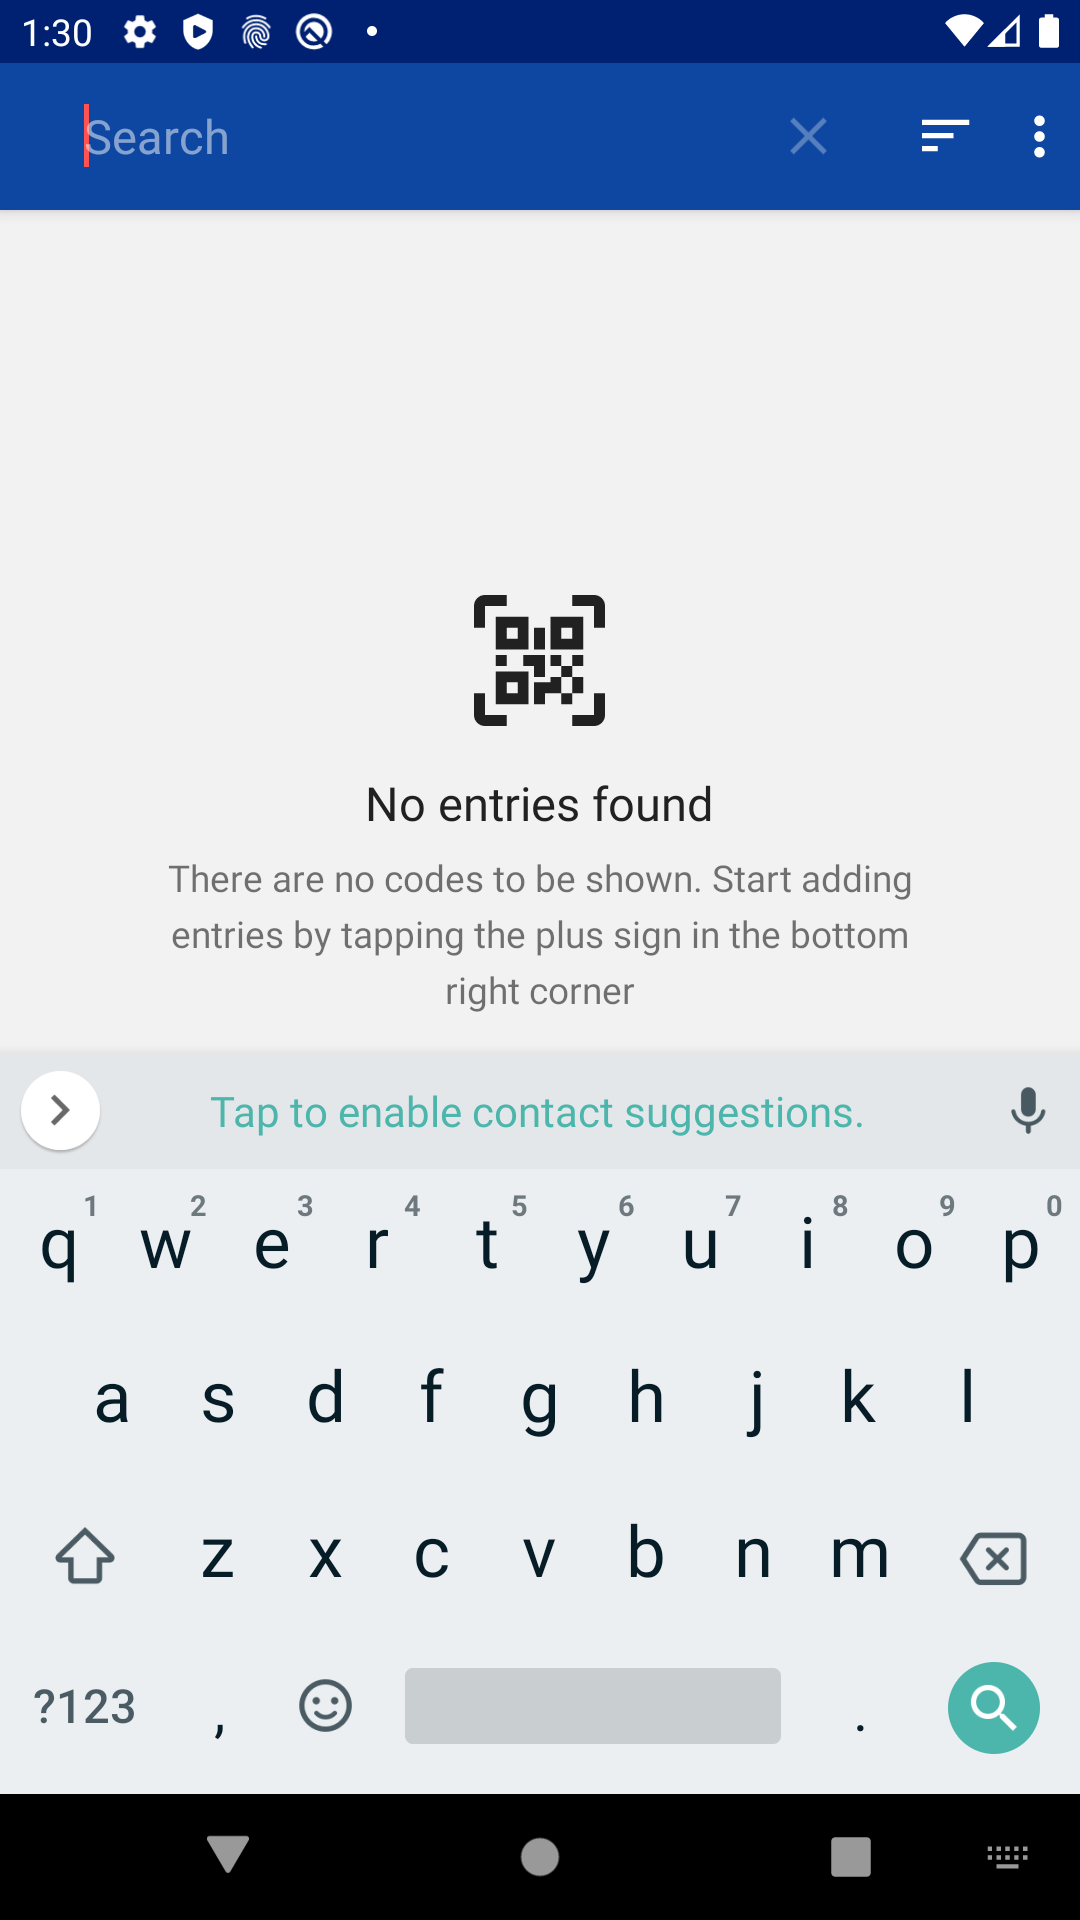 1:30
Search
No entries found
There are no codes to be shown. Start adding
entries by tapping the plus sign in the bottom
right corner
Tap to enable contact suggestions.
1 2 3 4 5 6 7 8 9 0
q w e r t y u i o p
a s d f g h j k l
z x c v b n m
?123 , .